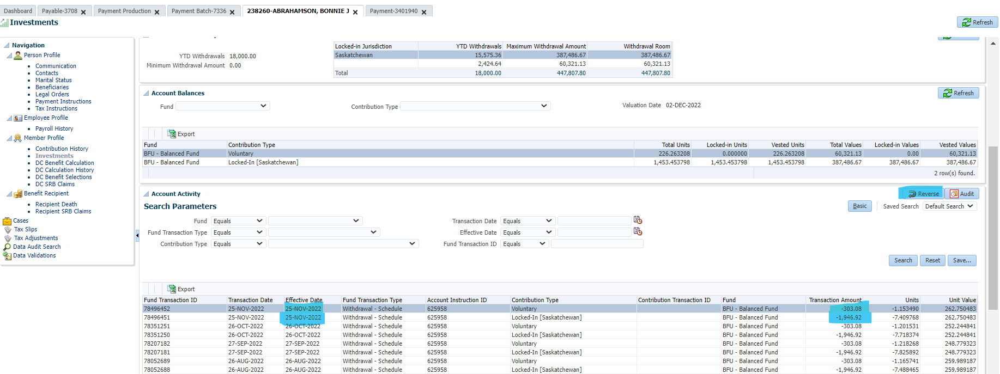 Dashboard Payable-3708 Payment Production Payment Batch-7336 238260-ABRAHAMSON, BONNIE J Payment-3401940
Investments
Refresh
Navigation
Person Profile
Communication
Contacts
Marital Status
Beneficiaries
Legal Orders
Payment Instructions
Tax Instructions
Employee Profile
Payroll History
Member Profile
Contribution History
Investments
DC Benefit Calculation
DC Calculation History
DC Benefit Selections
DC SRB Claims
Benefit Recipient
Recipient Death
Recipient SRB Claims
Cases
Tax Slips
Tax Adjustments
Data Audit Search
Data Validations
YTD Withdrawals 18,000.00
Minimum Withdrawal Amount 0.00
Locked-in Jurisdiction YTD Withdrawals Maximum Withdrawal Amount Withdrawal Room
Saskatchewan 15,575.36 387,486.67 387,486.67
2,424.64 60,321.13 60,321.13
Total 18,000.00 447,807.80 447,807.80
Account Balances
Refresh
Fund Contribution Type Valuation Date 02-DEC-2022
Export
Fund Contribution Type Total Units Locked-in Units Vested Units Total Values Locked-in Values Vested Values
BFU - Balanced Fund Voluntary 226.263208 0.000000 226.263208 60,321.13 0.00 60,321.13
BFU - Balanced Fund Locked-In [Saskatchewan] 1,453.453798 1,453.453798 1,453.453798 387,486.67 387,486.67 387,486.67
2 row(s) found.
Account Activity
Reverse Audit
Search Parameters
Basic Saved Search Default Search
Fund Equals Transaction Date Equals
Fund Transaction Type Equals Effective Date Equals
Contribution Type Equals Fund Transaction ID Equals
Search Reset Save...
Export
Fund Transaction ID Transaction Date Effective Date Fund Transaction Type Account Instruction ID Contribution Type Contribution Transaction ID Fund Transaction Amount Units Unit Value
78496452 25-NOV-2022 25-NOV-2022 Withdrawal - Schedule 625958 Voluntary BFU - Balanced Fund -303.08 -1.153490 262.750483
78496451 25-NOV-2022 25-NOV-2022 Withdrawal - Schedule 625958 Locked-In [Saskatchewan] BFU - Balanced Fund -1,946.92 -7.409768 262.750483
78351251 26-OCT-2022 26-OCT-2022 Withdrawal - Schedule 625958 Voluntary BFU - Balanced Fund -303.08 -1.201531 252.244841
78351250 26-OCT-2022 26-OCT-2022 Withdrawal - Schedule 625958 Locked-In [Saskatchewan] BFU - Balanced Fund -1,946.92 -7.718374 252.244841
78207182 27-SEP-2022 27-SEP-2022 Withdrawal - Schedule 625958 Voluntary BFU - Balanced Fund -303.08 -1.218268 248.779323
78207181 27-SEP-2022 27-SEP-2022 Withdrawal - Schedule 625958 Locked-In [Saskatchewan] BFU - Balanced Fund -1,946.92 -7.825892 248.779323
78052689 26-AUG-2022 26-AUG-2022 Withdrawal - Schedule 625958 Voluntary BFU - Balanced Fund -303.08 -1.165741 259.989187
78052688 26-AUG-2022 26-AUG-2022 Withdrawal - Schedule 625958 Locked-In [Saskatchewan] BFU - Balanced Fund -1,946.92 -7.488465 259.989187